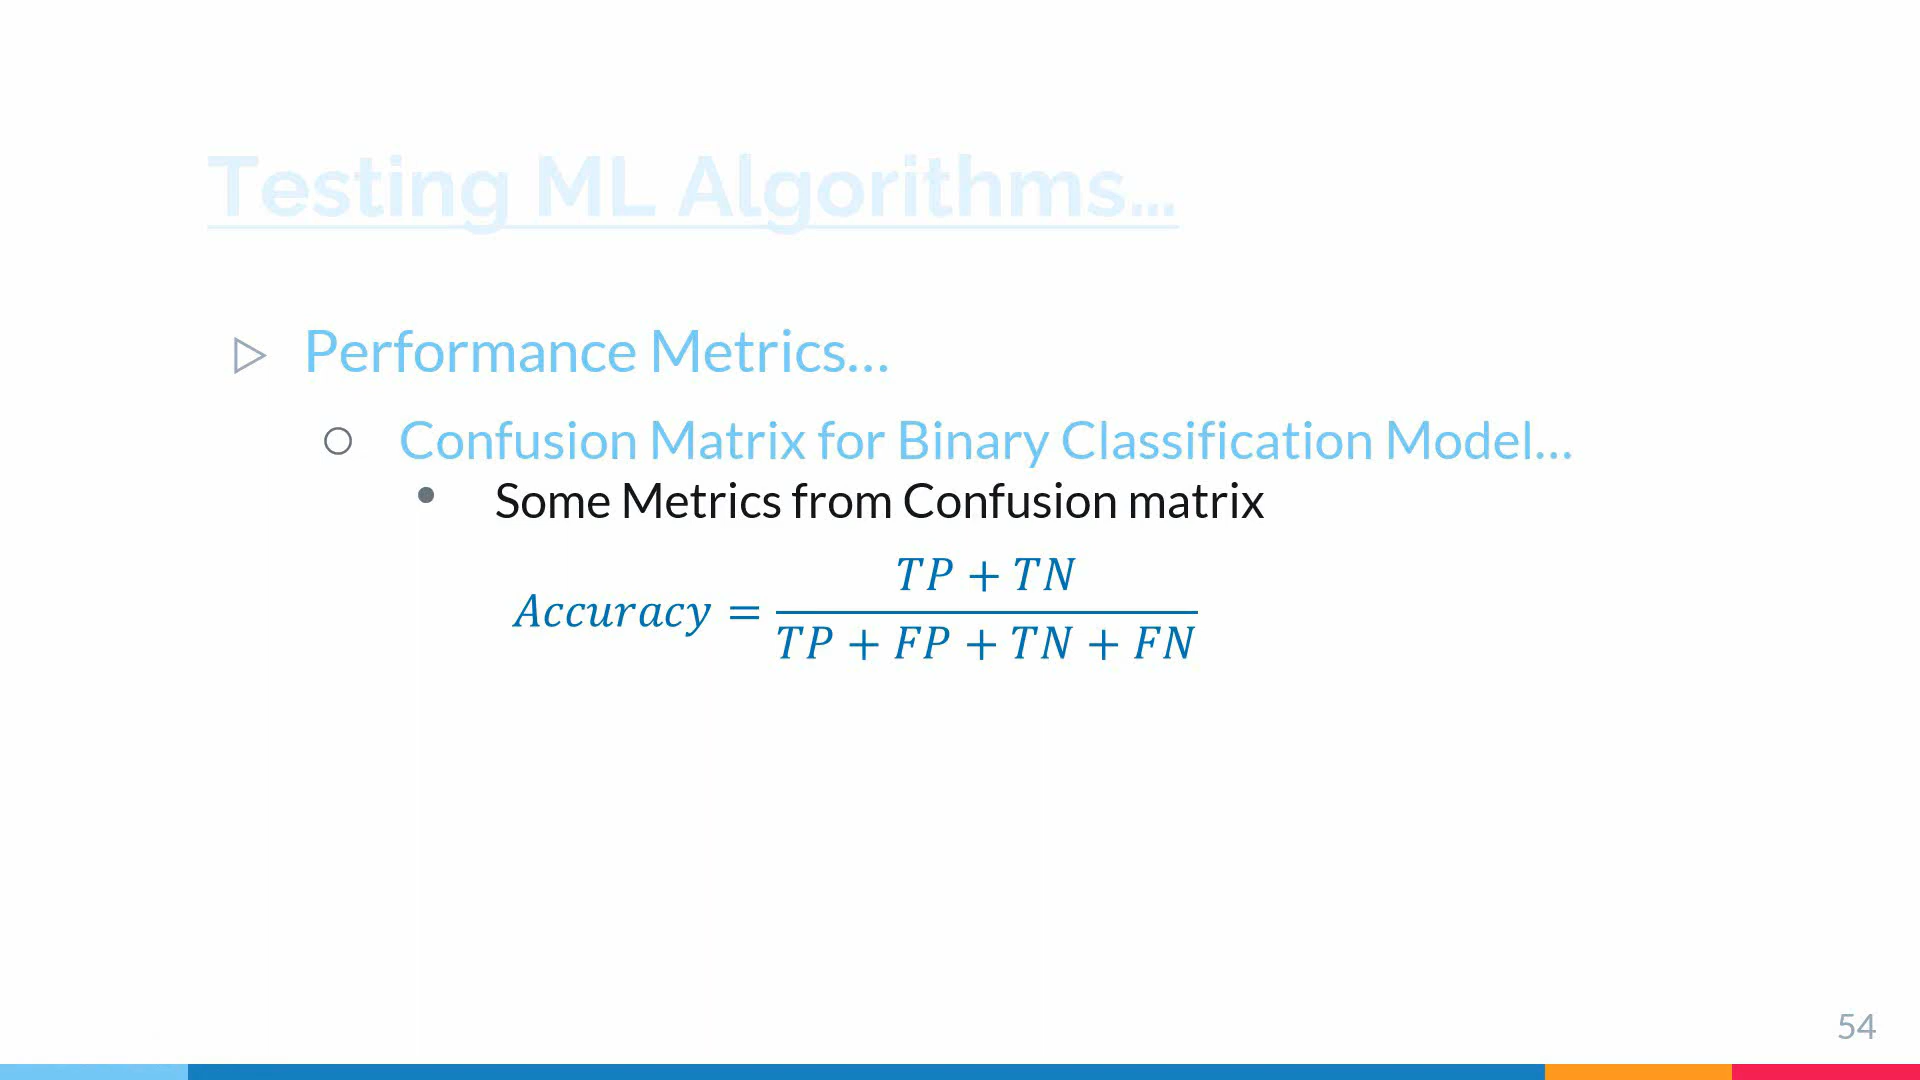 Testing ML Algorithms…
Performance Metrics…
Confusion Matrix for Binary Classification Model…
Some Metrics from Confusion matrix
TP + TN
Accuracy =
TP + FP + TN + FN
54